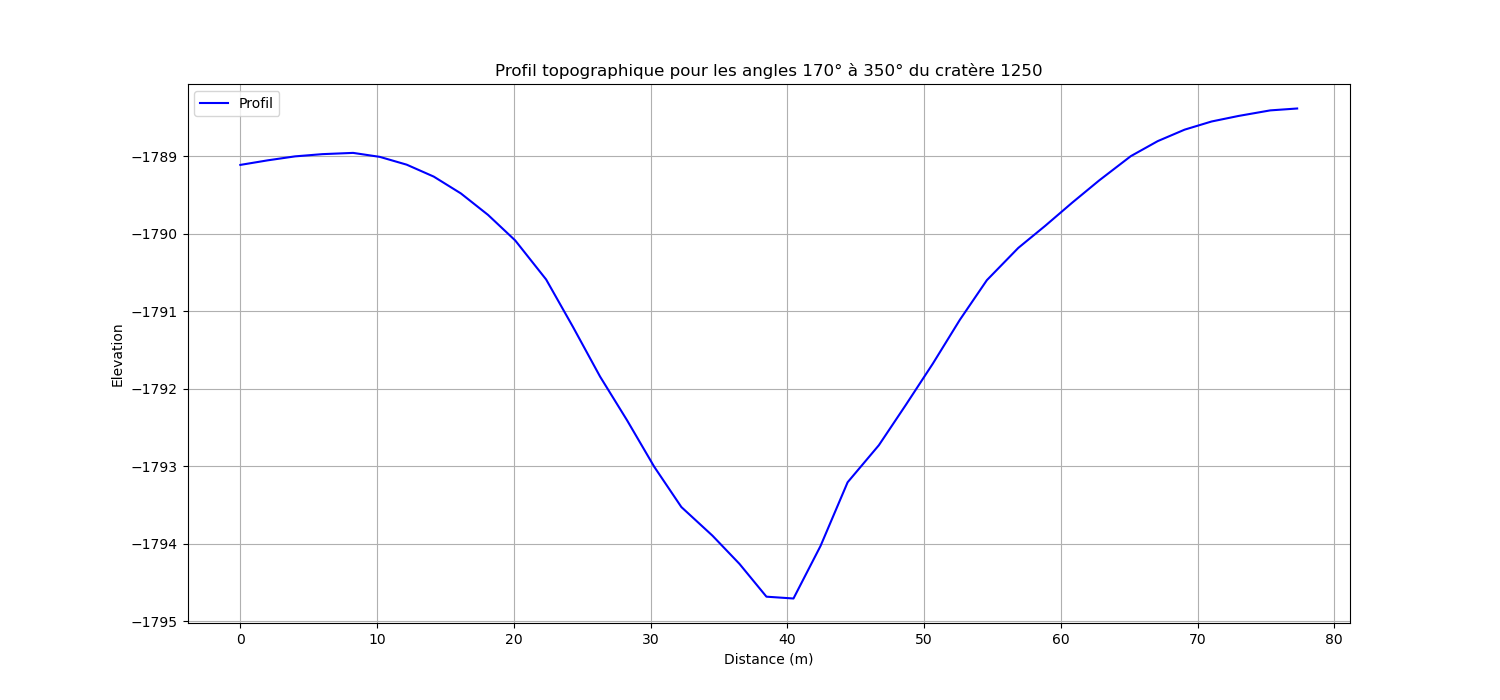 Profil topographique pour les angles 170° à 350° du cratère 1250
Profil
−1789
−1790
−1791
−1792
−1793
−1794
−1795
Elevation
0 10 20 30 40 50 60 70 80
Distance (m)